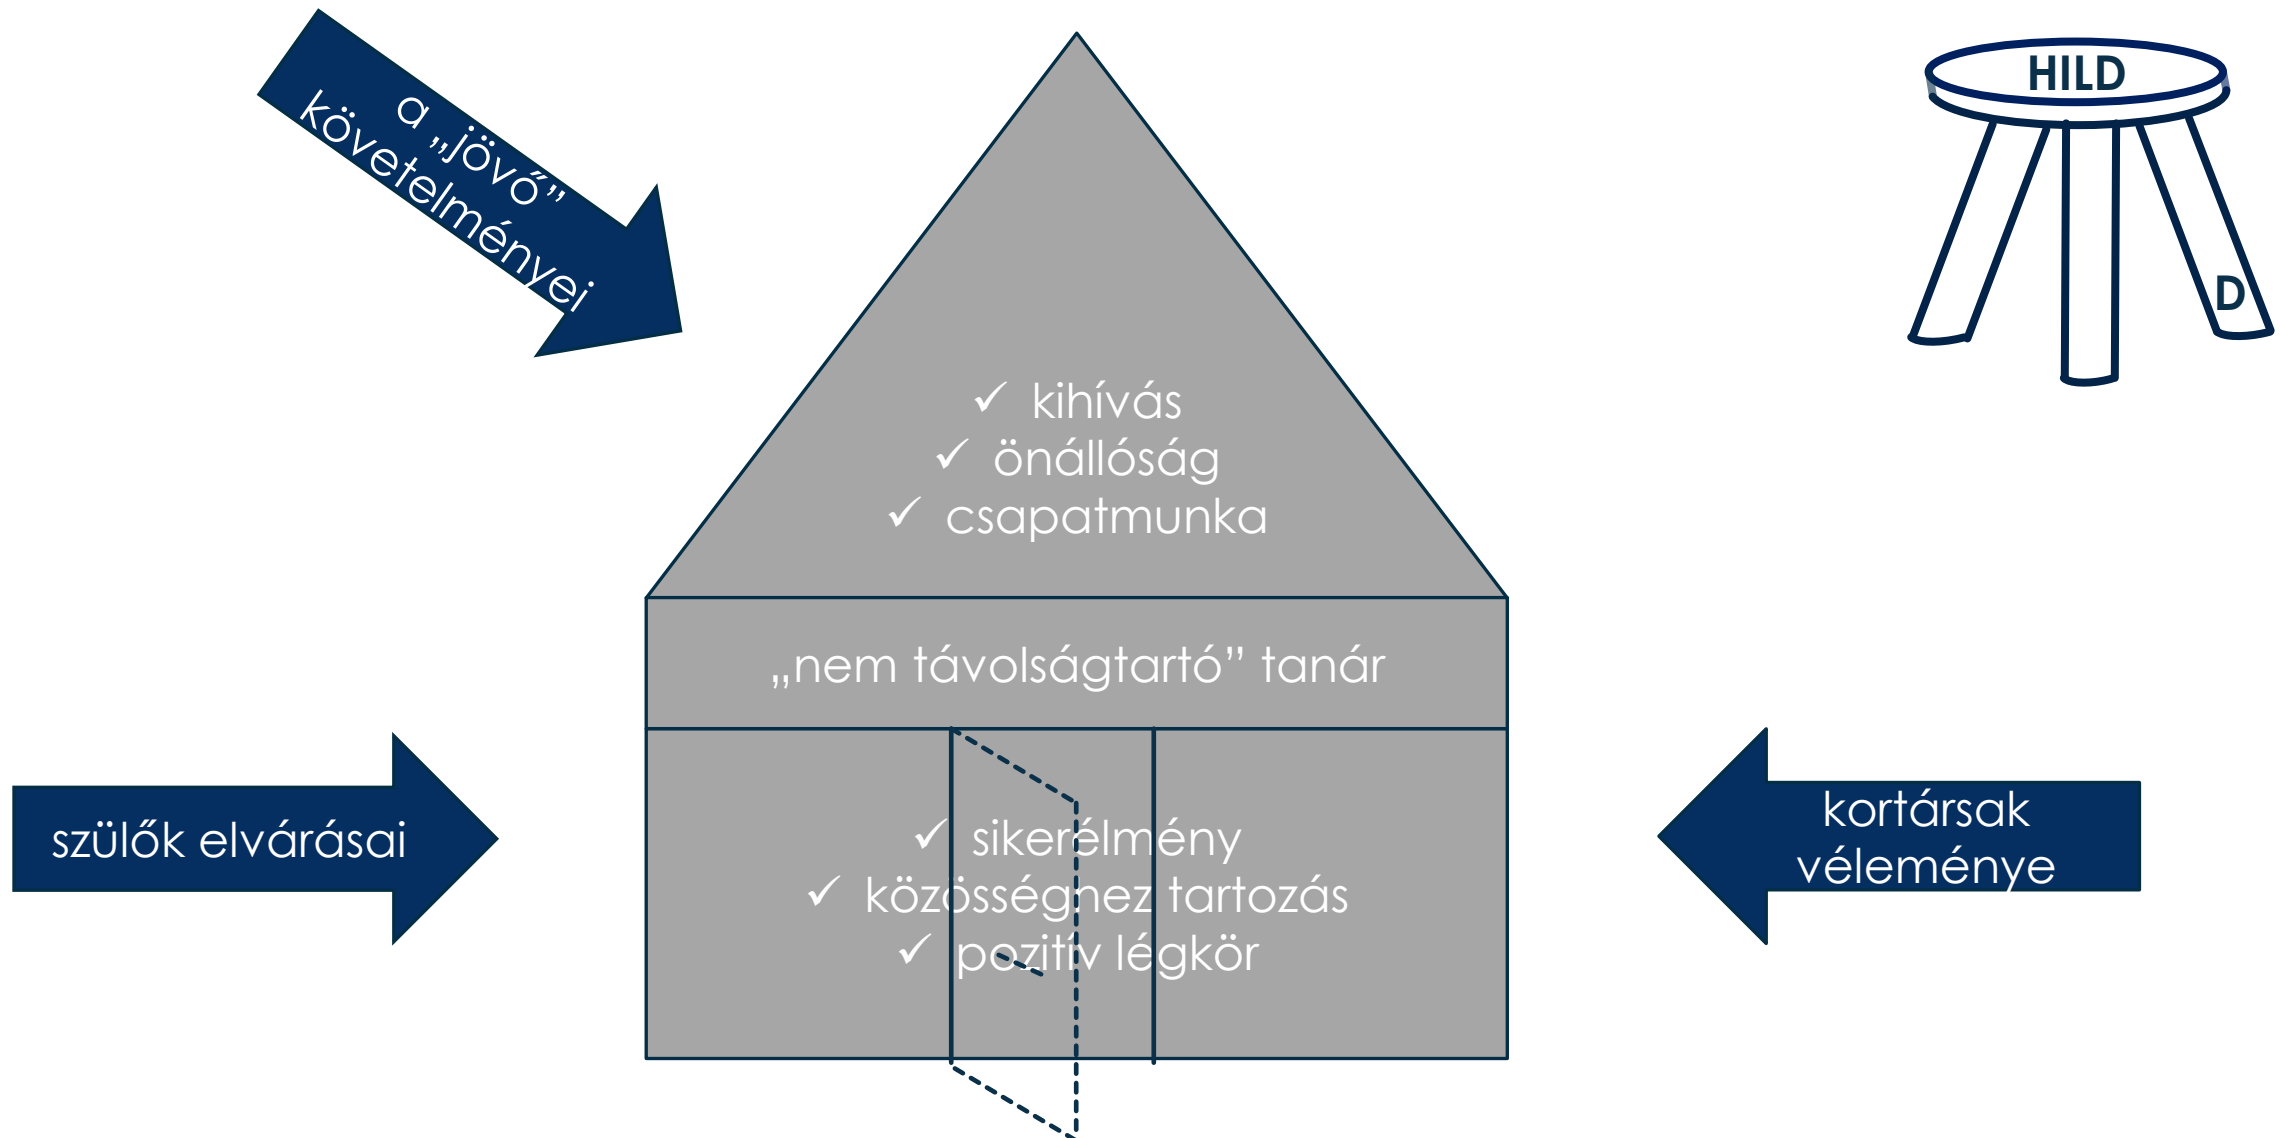 a „jövő”
követelményei
HILD
D
✓ kihívás
✓ önállóság
✓ csapatmunka
„nem távolságtartó” tanár
szülők elvárásai
✓ sikerélmény
✓ közösséghez tartozás
✓ pozitív légkör
kortársak
véleménye